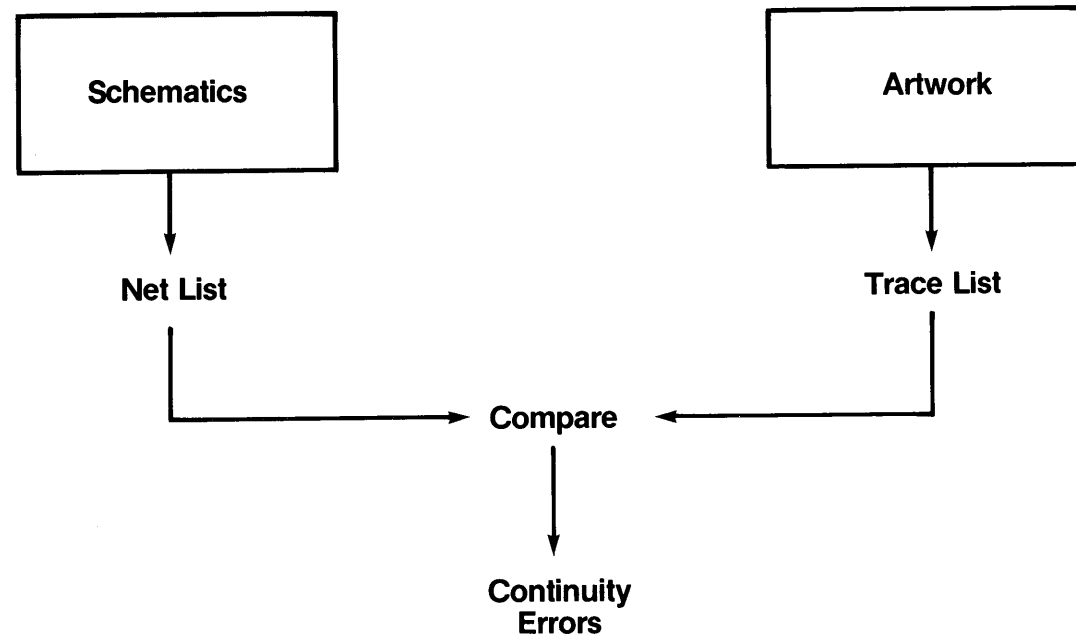 Schematics
Artwork
Net List
Trace List
Compare
Continuity
Errors